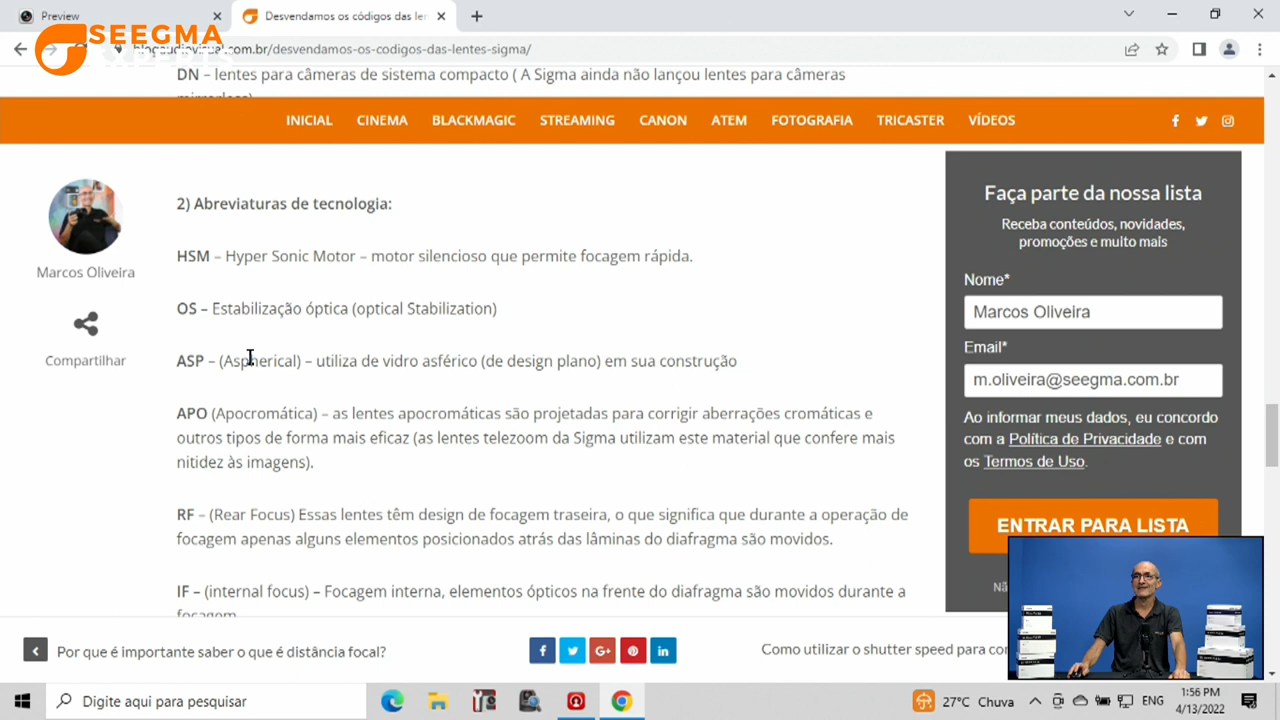 Preview
Desvendamos os códigos das len
SEEGMA
EXPERTS
blogaudiovisual.com.br/desvendamos-os-codigos-das-lentes-sigma/
DN – lentes para câmeras de sistema compacto ( A Sigma ainda não lançou lentes para câmeras
INICIAL CINEMA BLACKMAGIC STREAMING CANON ATEM FOTOGRAFIA TRICASTER VÍDEOS
Marcos Oliveira
Compartilhar
2) Abreviaturas de tecnologia:
HSM – Hyper Sonic Motor – motor silencioso que permite focagem rápida.
OS – Estabilização óptica (optical Stabilization)
ASP – (Aspherical) – utiliza de vidro asférico (de design plano) em sua construção
APO (Apocromática) – as lentes apocromáticas são projetadas para corrigir aberrações cromáticas e
outros tipos de forma mais eficaz (as lentes telezoom da Sigma utilizam este material que confere mais
nitidez às imagens).
RF – (Rear Focus) Essas lentes têm design de focagem traseira, o que significa que durante a operação de
focagem apenas alguns elementos posicionados atrás das lâminas do diafragma são movidos.
IF – (internal focus) – Focagem interna, elementos ópticos na frente do diafragma são movidos durante a
focagem
Faça parte da nossa lista
Receba conteúdos, novidades,
promoções e muito mais
Nome*
Marcos Oliveira
Email*
m.oliveira@seegma.com.br
Ao informar meus dados, eu concordo
com a Política de Privacidade e com
os Termos de Uso.
ENTRAR PARA LISTA
Por que é importante saber o que é distância focal?
Como utilizar o shutter speed para con
Digite aqui para pesquisar
27°C Chuva
ENG
1:56 PM
4/13/2022